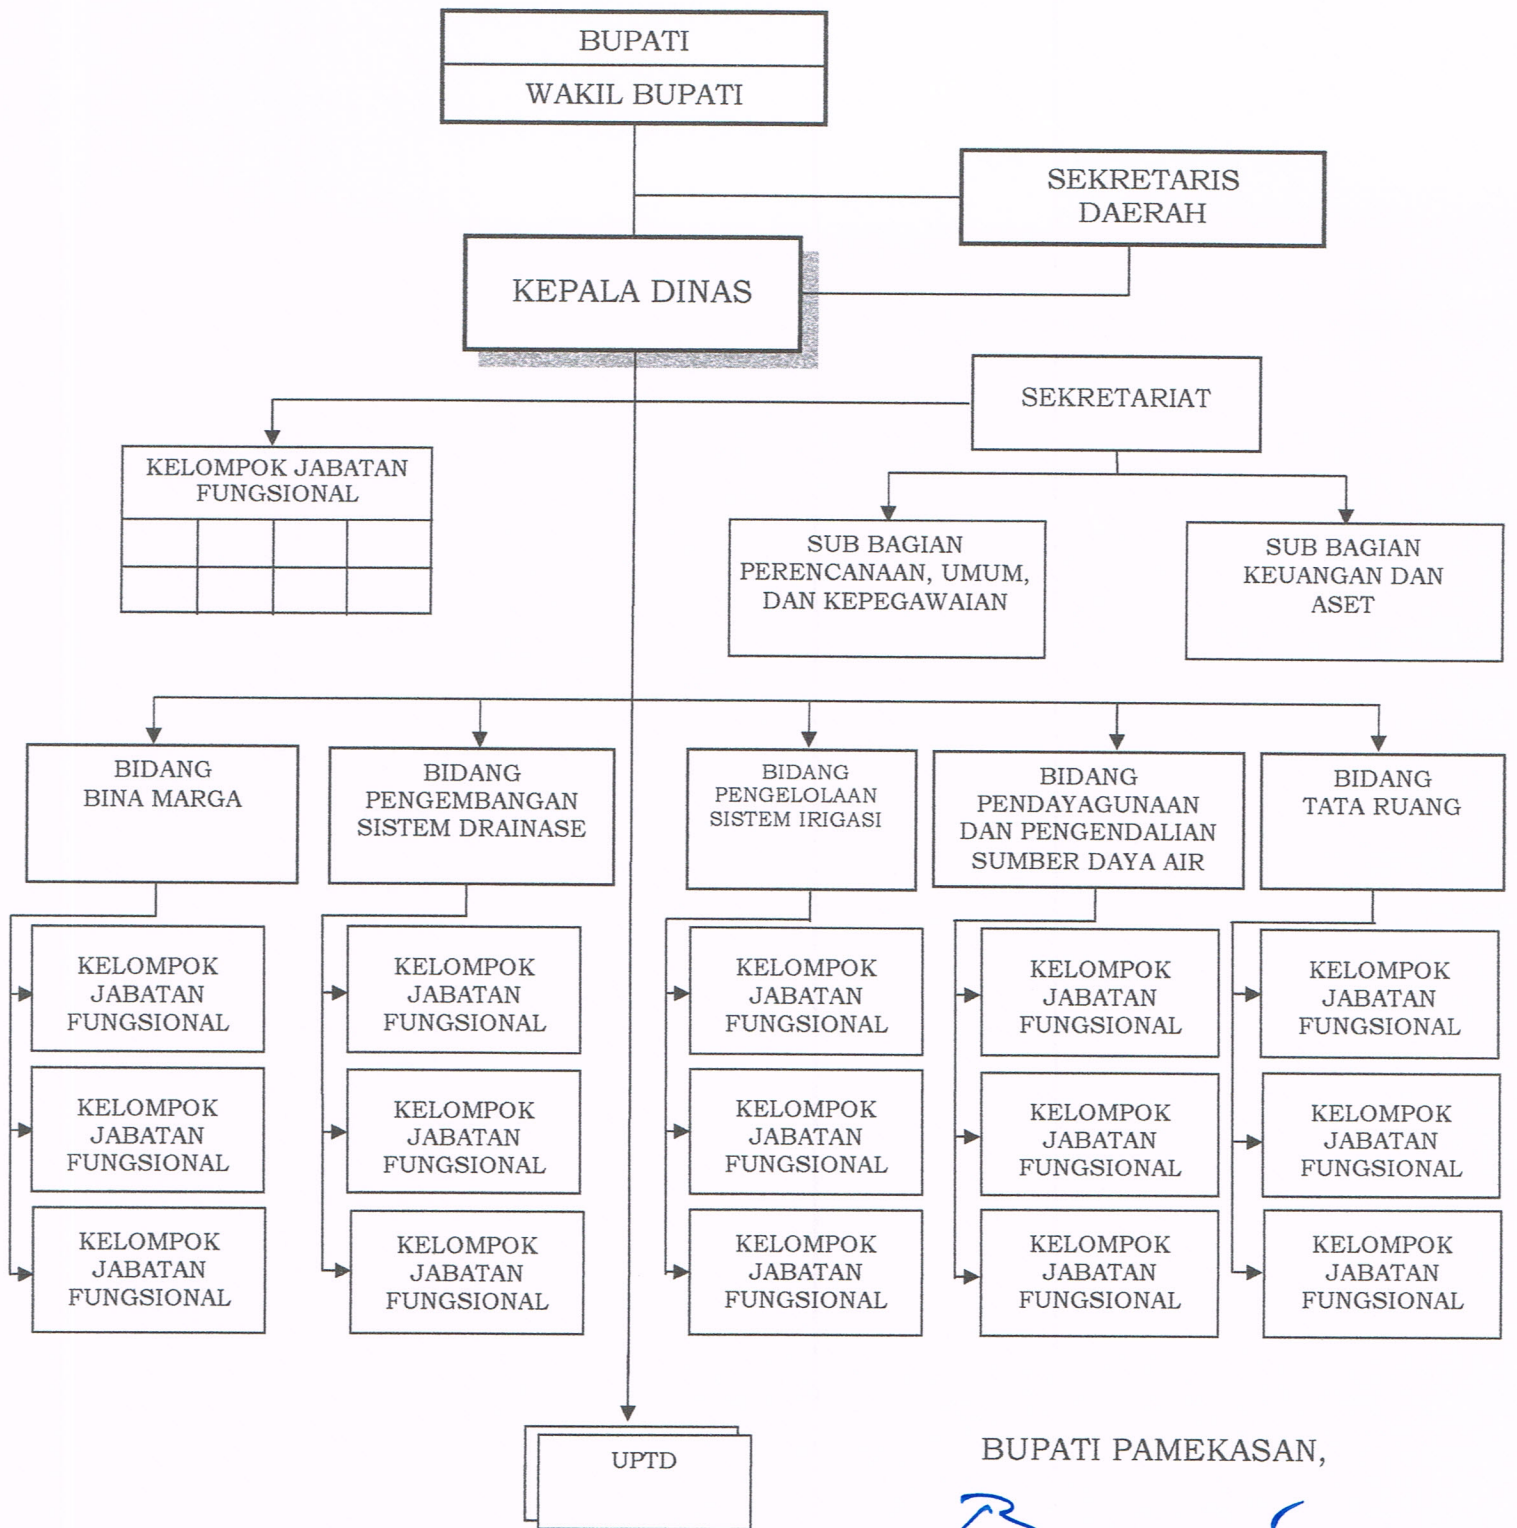 BUPATI
WAKIL BUPATI
SEKRETARIS
DAERAH
KEPALA DINAS
SEKRETARIAT
KELOMPOK JABATAN
FUNGSIONAL
SUB BAGIAN
PERENCANAAN, UMUM,
DAN KEPEGAWAIAN
SUB BAGIAN
KEUANGAN DAN
ASET
BIDANG
BINA MARGA
BIDANG
PENGEMBANGAN
SISTEM DRAINASE
BIDANG
PENGELOLAAN
SISTEM IRIGASI
BIDANG
PENDAYAGUNAAN
DAN PENGENDALIAN
SUMBER DAYA AIR
BIDANG
TATA RUANG
KELOMPOK
JABATAN
FUNGSIONAL
KELOMPOK
JABATAN
FUNGSIONAL
KELOMPOK
JABATAN
FUNGSIONAL
KELOMPOK
JABATAN
FUNGSIONAL
KELOMPOK
JABATAN
FUNGSIONAL
KELOMPOK
JABATAN
FUNGSIONAL
KELOMPOK
JABATAN
FUNGSIONAL
KELOMPOK
JABATAN
FUNGSIONAL
KELOMPOK
JABATAN
FUNGSIONAL
KELOMPOK
JABATAN
FUNGSIONAL
KELOMPOK
JABATAN
FUNGSIONAL
KELOMPOK
JABATAN
FUNGSIONAL
KELOMPOK
JABATAN
FUNGSIONAL
KELOMPOK
JABATAN
FUNGSIONAL
KELOMPOK
JABATAN
FUNGSIONAL
UPTD
BUPATI PAMEKASAN,